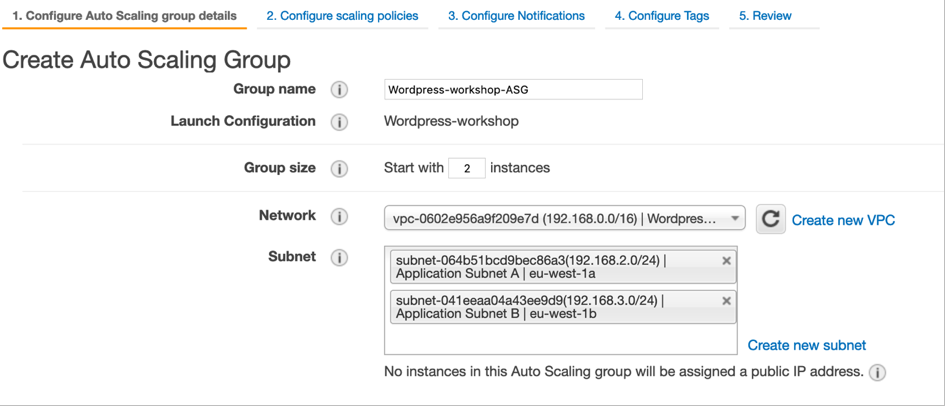 1. Configure Auto Scaling group details 2. Configure scaling policies 3. Configure Notifications 4. Configure Tags 5. Review
Create Auto Scaling Group
Group name i Wordpress-workshop-ASG
Launch Configuration i Wordpress-workshop
Group size i Start with 2 instances
Network i vpc-0602e956a9f209e7d (192.168.0.0/16) | Wordpres... Create new VPC
Subnet i subnet-064b51bcd9bec86a3(192.168.2.0/24) | ×
Application Subnet A | eu-west-1a
subnet-041eeaa04a43ee9d9(192.168.3.0/24) | ×
Application Subnet B | eu-west-1b
Create new subnet
No instances in this Auto Scaling group will be assigned a public IP address. i